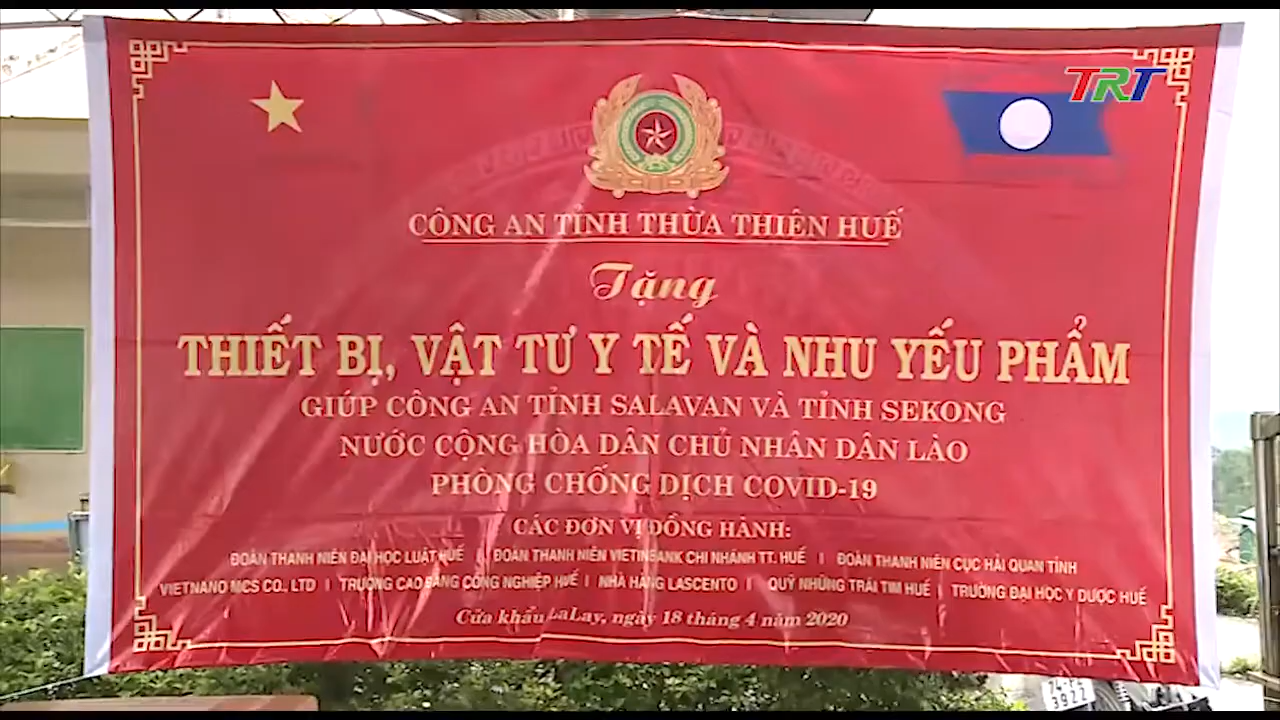 TRT
CÔNG AN TỈNH THỪA THIÊN HUẾ
Tặng
THIẾT BỊ, VẬT TƯ Y TẾ VÀ NHU YẾU PHẨM
GIÚP CÔNG AN TỈNH SALAVAN VÀ TỈNH SEKONG
NƯỚC CỘNG HÒA DÂN CHỦ NHÂN DÂN LÀO
PHÒNG CHỐNG DỊCH COVID-19
CÁC ĐƠN VỊ ĐỒNG HÀNH:
ĐOÀN THANH NIÊN ĐẠI HỌC LUẬT HUẾ | ĐOÀN THANH NIÊN VIETINBANK CHI NHÁNH TT. HUẾ | ĐOÀN THANH NIÊN CỤC HẢI QUAN TỈNH
VIETNANO MCS CO., LTD | TRƯỜNG CAO ĐẲNG CÔNG NGHIỆP HUẾ | NHÀ HÀNG LASCENTO | QUỸ NHỮNG TRÁI TIM HUẾ | TRƯỜNG ĐẠI HỌC Y DƯỢC HUẾ
Cửa khẩu LaLay, ngày 18 tháng 4 năm 2020
3922